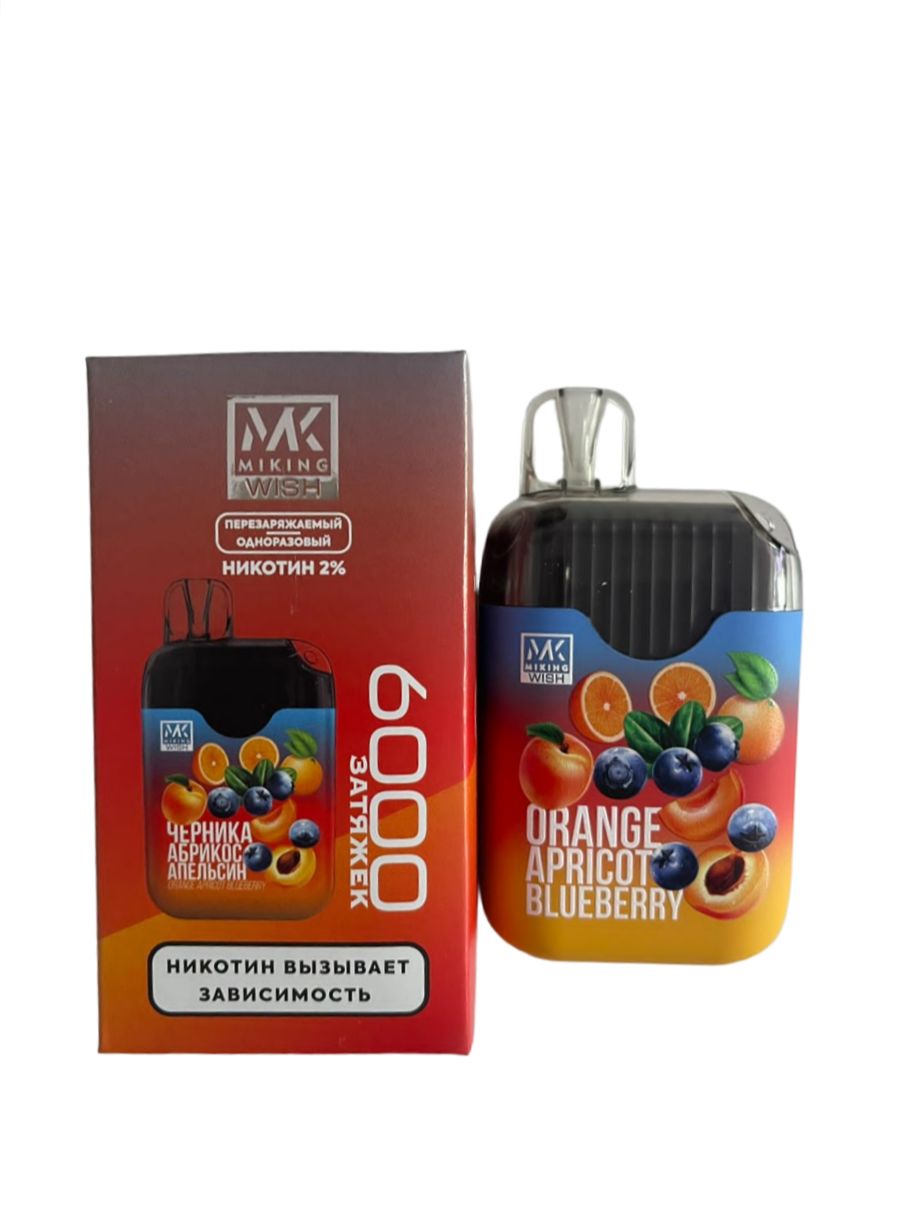 MK
MIKING
WISH
ПЕРЕЗАРЯЖАЕМЫЙ
ОДНОРАЗОВЫЙ
НИКОТИН 2%
6000
ЗАТЯЖЕК
MK
MIKING
WISH
ЧЕРНИКА
АБРИКОС
АПЕЛЬСИН
ORANGE APRICOT BLUEBERRY
НИКОТИН ВЫЗЫВАЕТ
ЗАВИСИМОСТЬ
MK
MIKING
WISH
ORANGE
APRICOT
BLUEBERRY